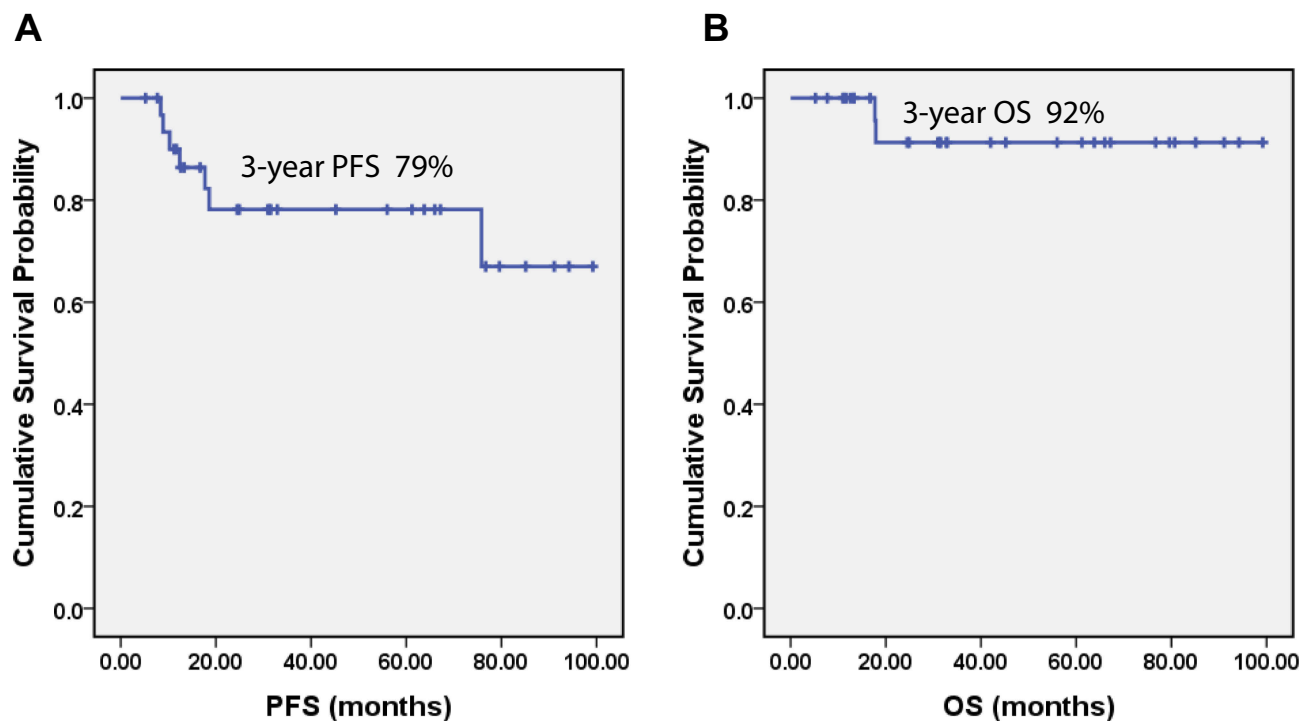 A
Cumulative Survival Probability
1.0
0.8
0.6
0.4
0.2
0.0
3-year PFS 79%
0.00 20.00 40.00 60.00 80.00 100.00
PFS (months)
B
Cumulative Survival Probability
1.0
0.8
0.6
0.4
0.2
0.0
3-year OS 92%
0.00 20.00 40.00 60.00 80.00 100.00
OS (months)